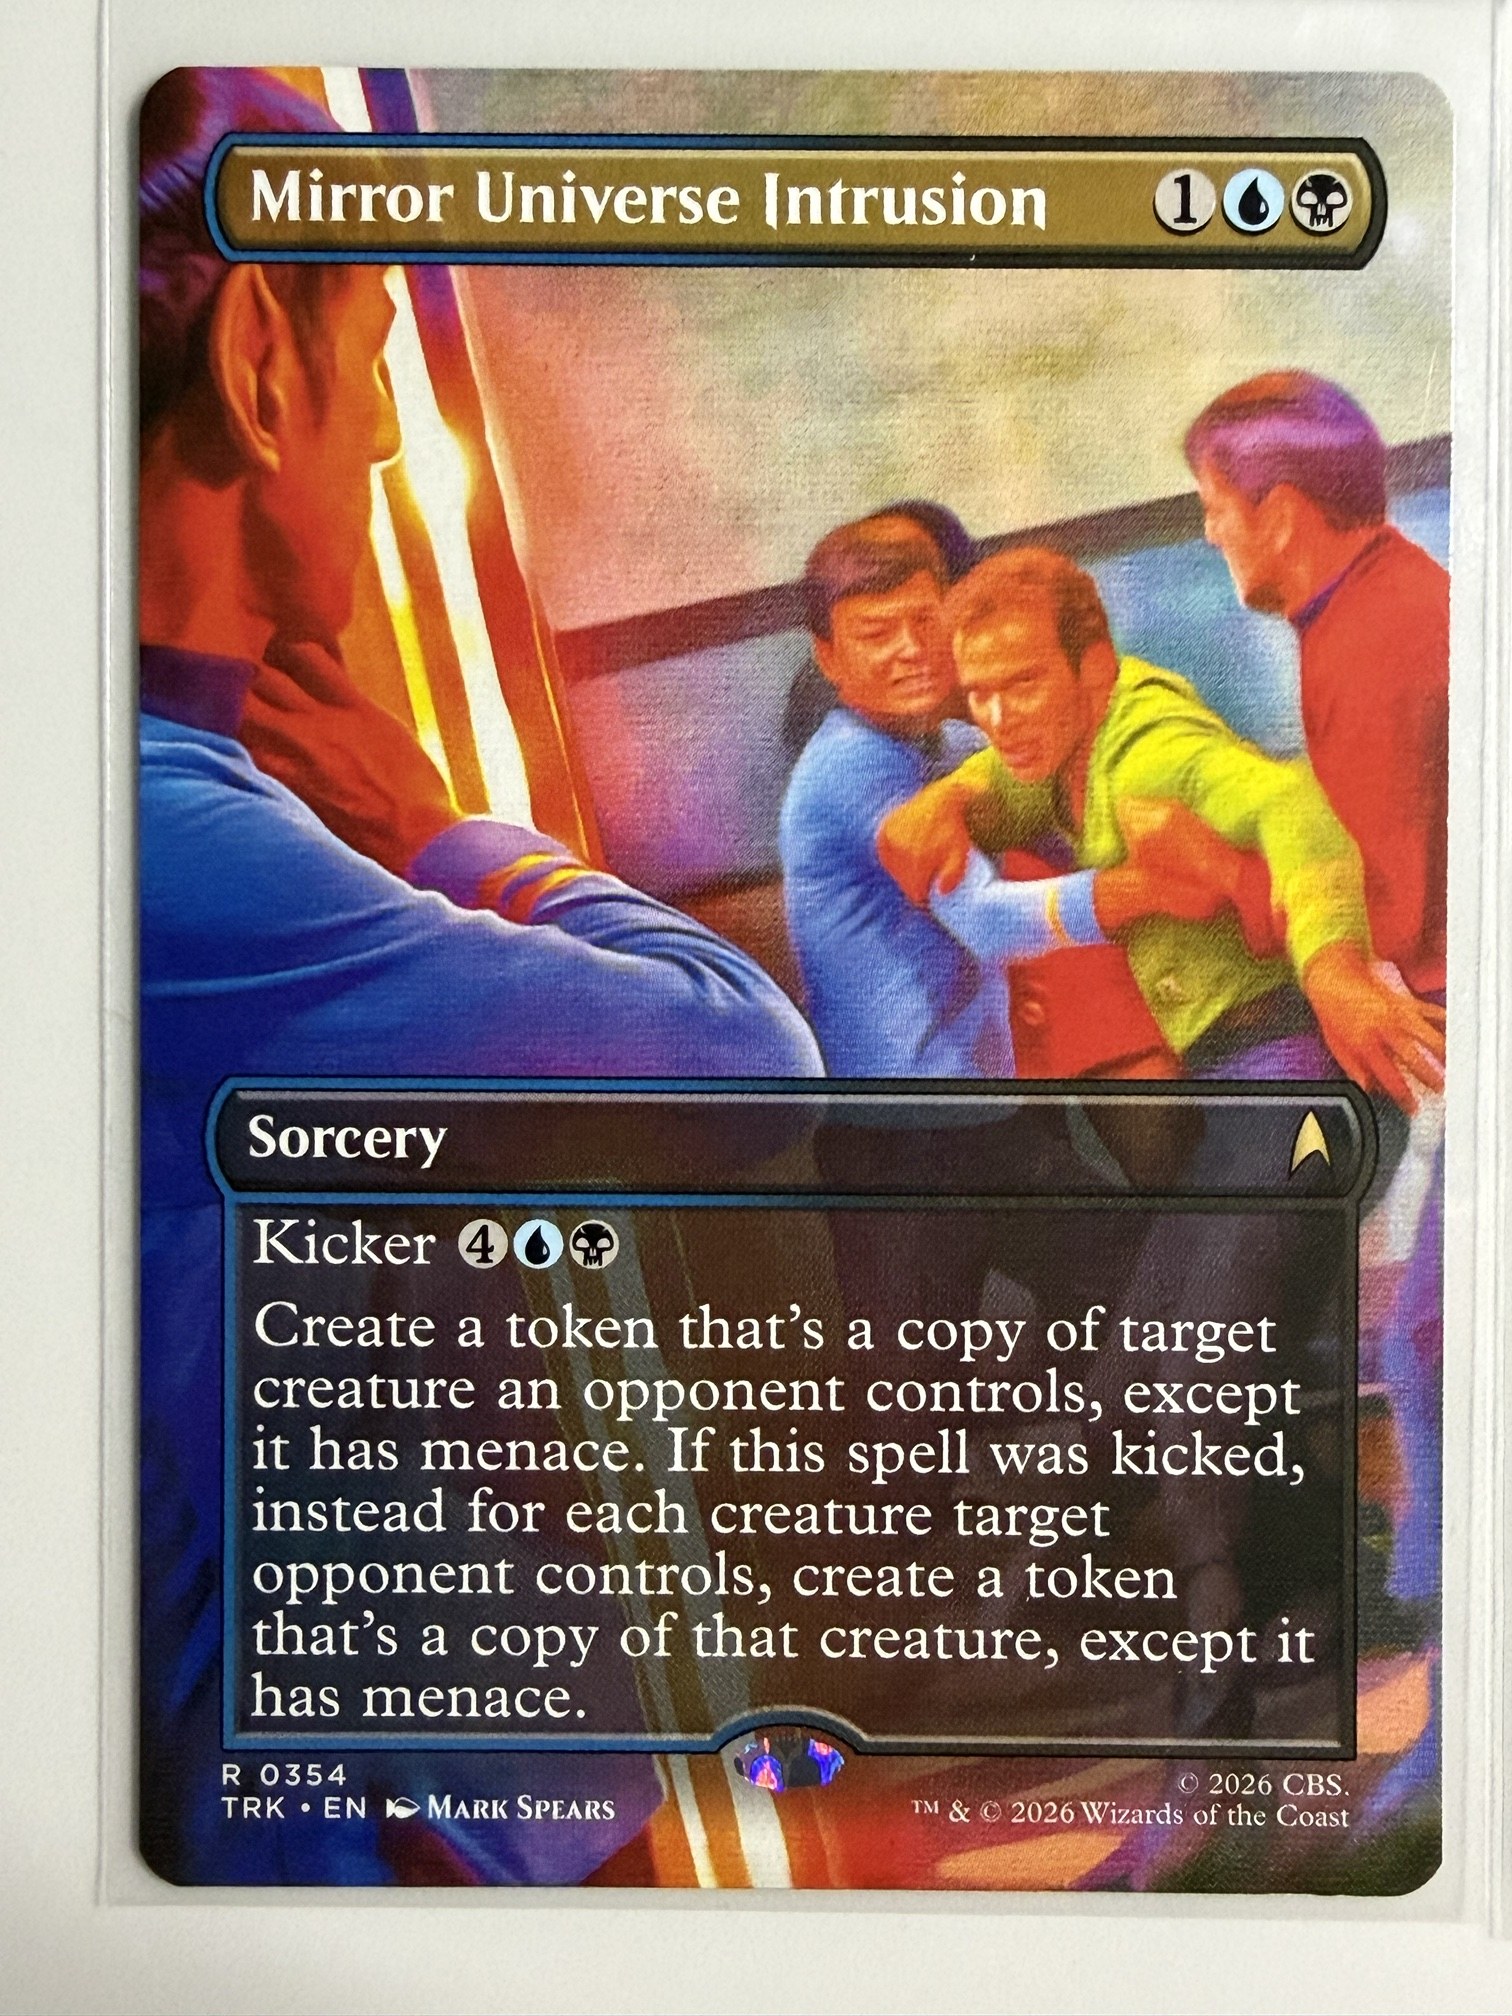 Mirror Universe Intrusion 1
Sorcery
Kicker 4
Create a token that's a copy of target
creature an opponent controls, except
it has menace. If this spell was kicked,
instead for each creature target
opponent controls, create a token
that's a copy of that creature, except it
has menace.
R 0354
TRK • EN MARK SPEARS
© 2026 CBS.
™ & © 2026 Wizards of the Coast